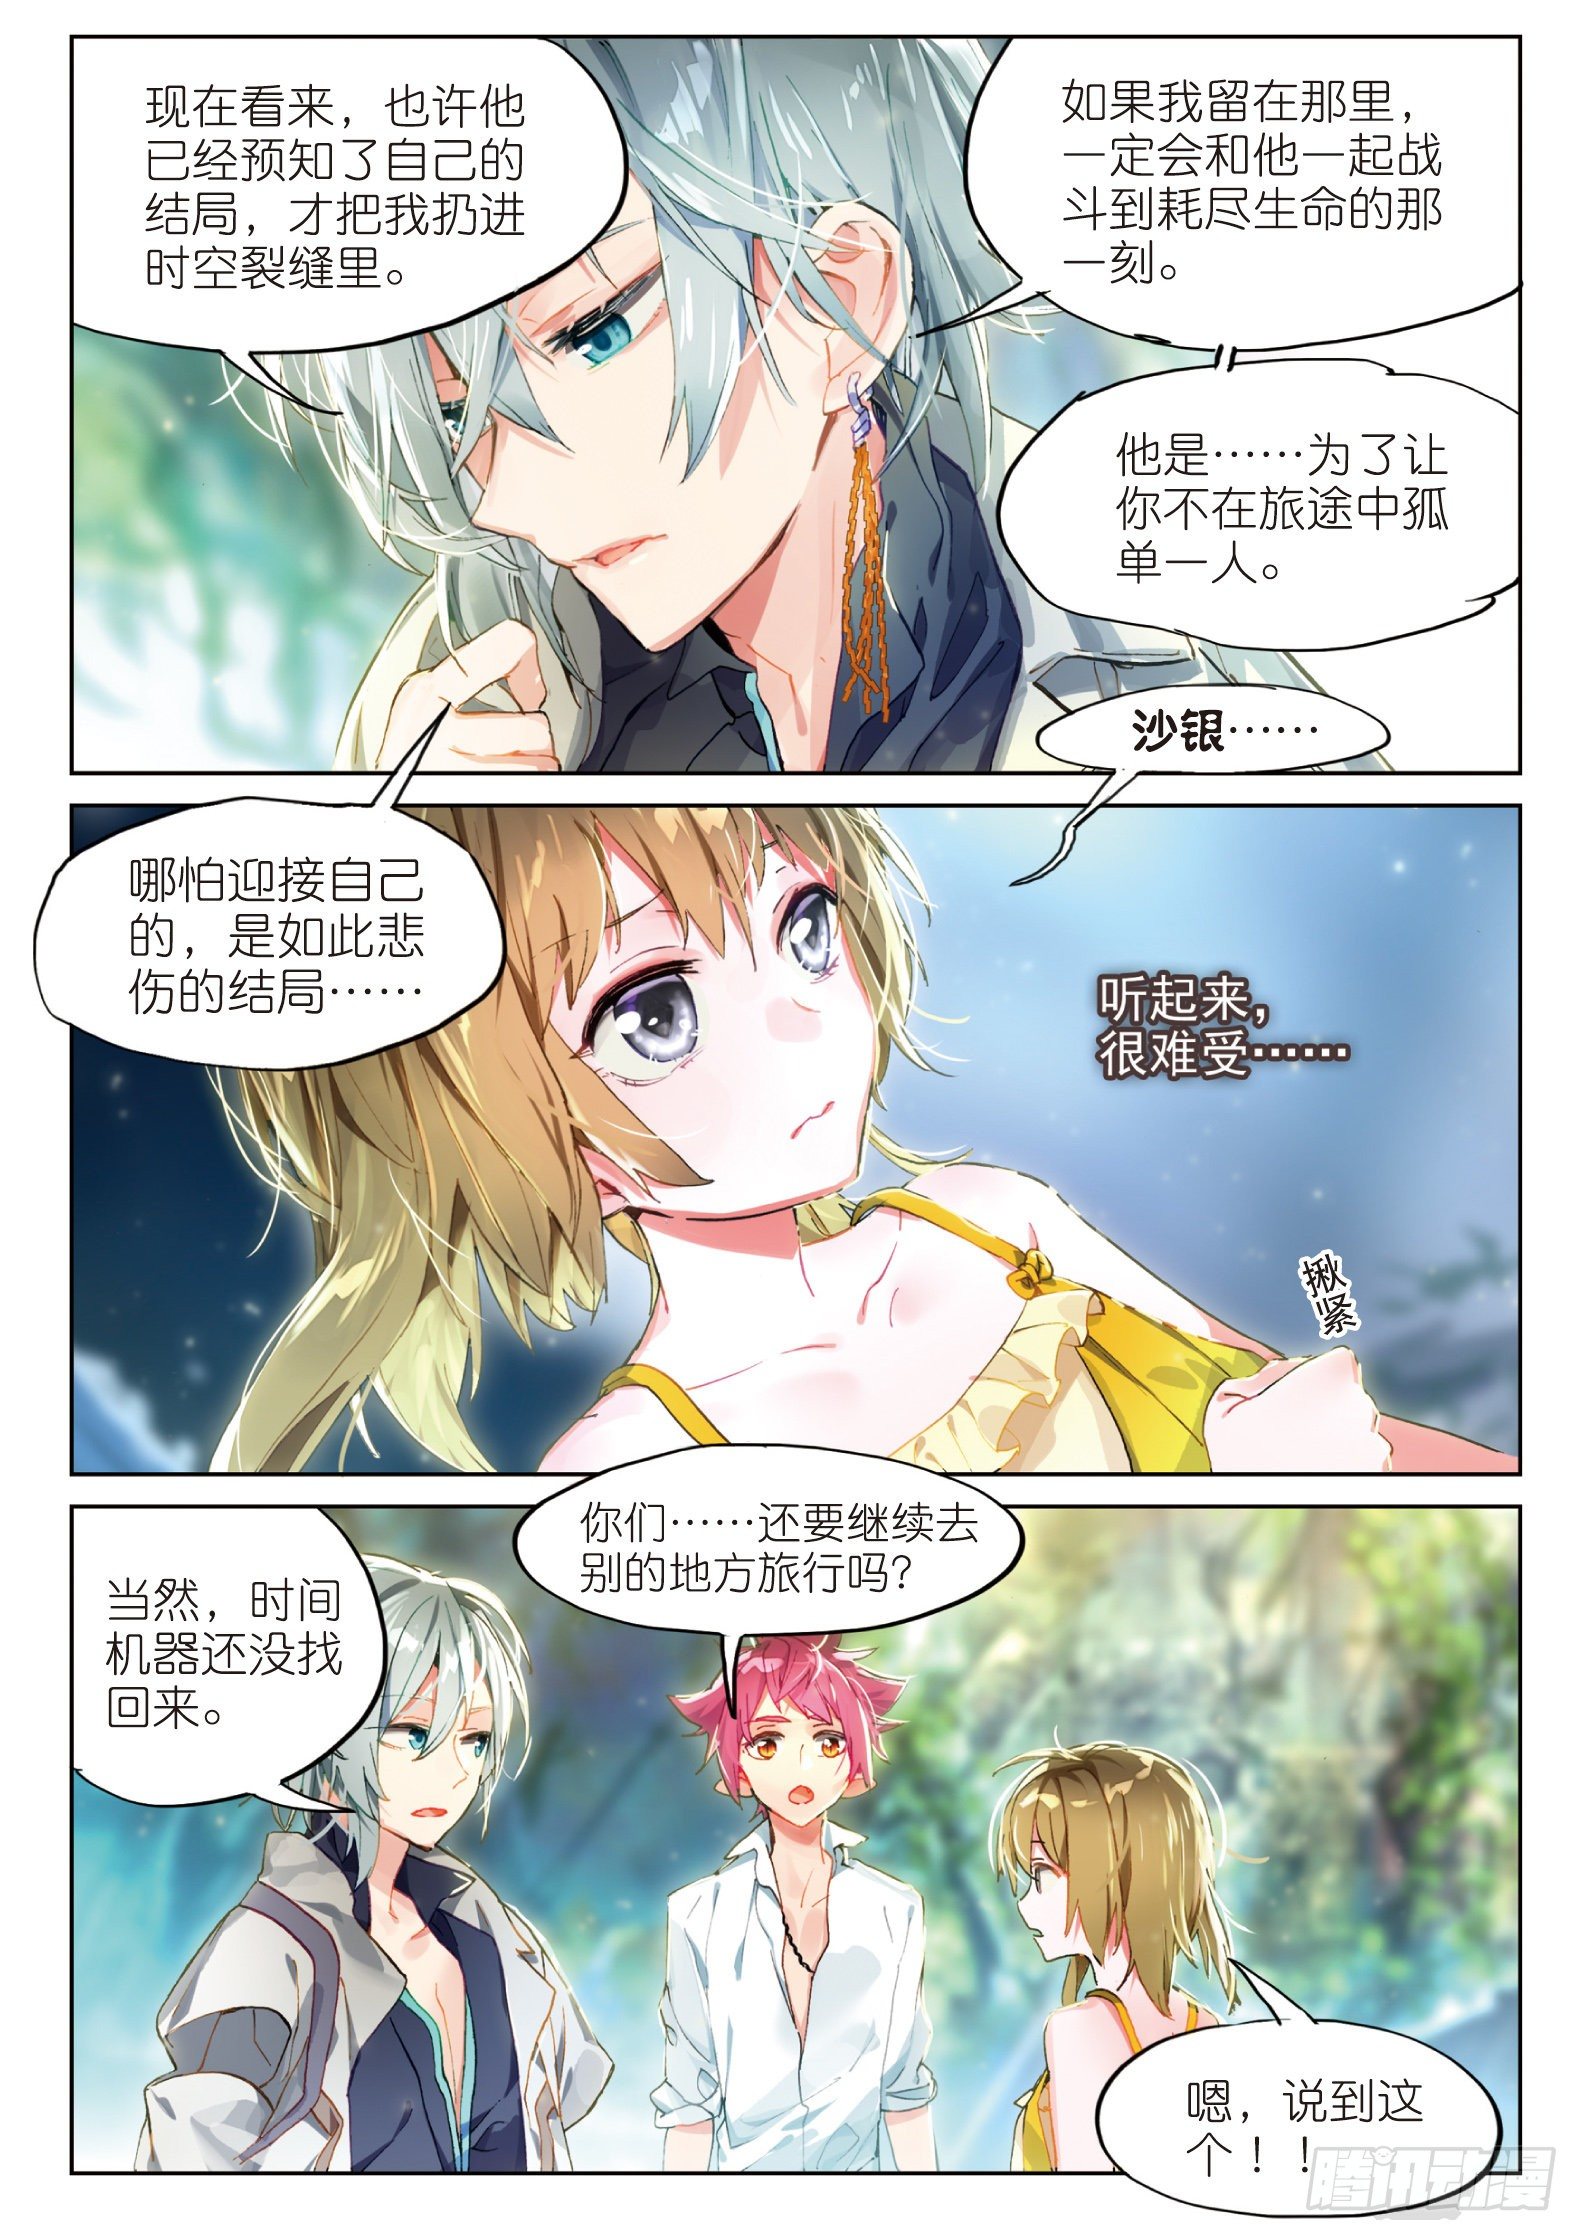 现在看来，也许他
已经预知了自己的
结局，才把我扔进
时空裂缝里。
如果我留在那里，
一定会和他一起战
斗到耗尽生命的那
一刻。
他是……为了让
你不在旅途中孤
单一人。
沙银……
哪怕迎接自己
的，是如此悲
伤的结局……
听起来，
很难受……
揪紧
你们……还要继续去
别的地方旅行吗？
当然，时间
机器还没找
回来。
嗯，说到这
个！！
腾讯动漫